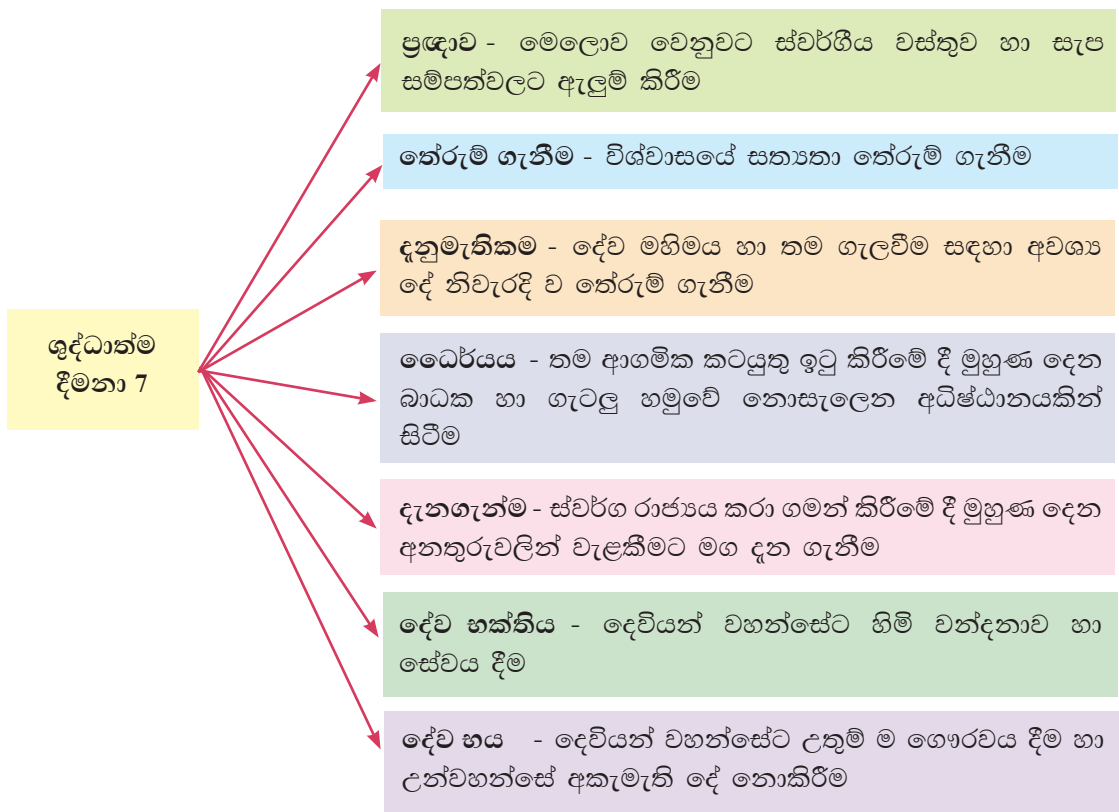 ප්‍රඥාව - මෙලොව වෙනුවට ස්වර්ගීය වස්තුව හා සැප
සම්පත්වලට ඇලුම් කිරීම
තේරුම් ගැනීම - විශ්වාසයේ සත්‍යතා තේරුම් ගැනීම
දැනුමැතිකම - දේව මහිමය හා තම ගැලවීම සඳහා අවශ්‍ය
දේ නිවැරදි ව තේරුම් ගැනීම
ශුද්ධාත්ම
දීමනා 7
ධෛර්යය - තම ආගමික කටයුතු ඉටු කිරීමේ දී මුහුණ දෙන
බාධක හා ගැටලු හමුවේ නොසැලෙන අධිෂ්ඨානයකින්
සිටීම
දැනගැන්ම - ස්වර්ග රාජ්‍යය කරා ගමන් කිරීමේ දී මුහුණ දෙන
අනතුරුවලින් වැළකීමට මග දැන ගැනීම
දේව භක්තිය - දෙවියන් වහන්සේට හිමි වන්දනාව හා
සේවය දීම
දේව භය - දෙවියන් වහන්සේට උතුම් ම ගෞරවය දීම හා
උන්වහන්සේ අකැමැති දේ නොකිරීම